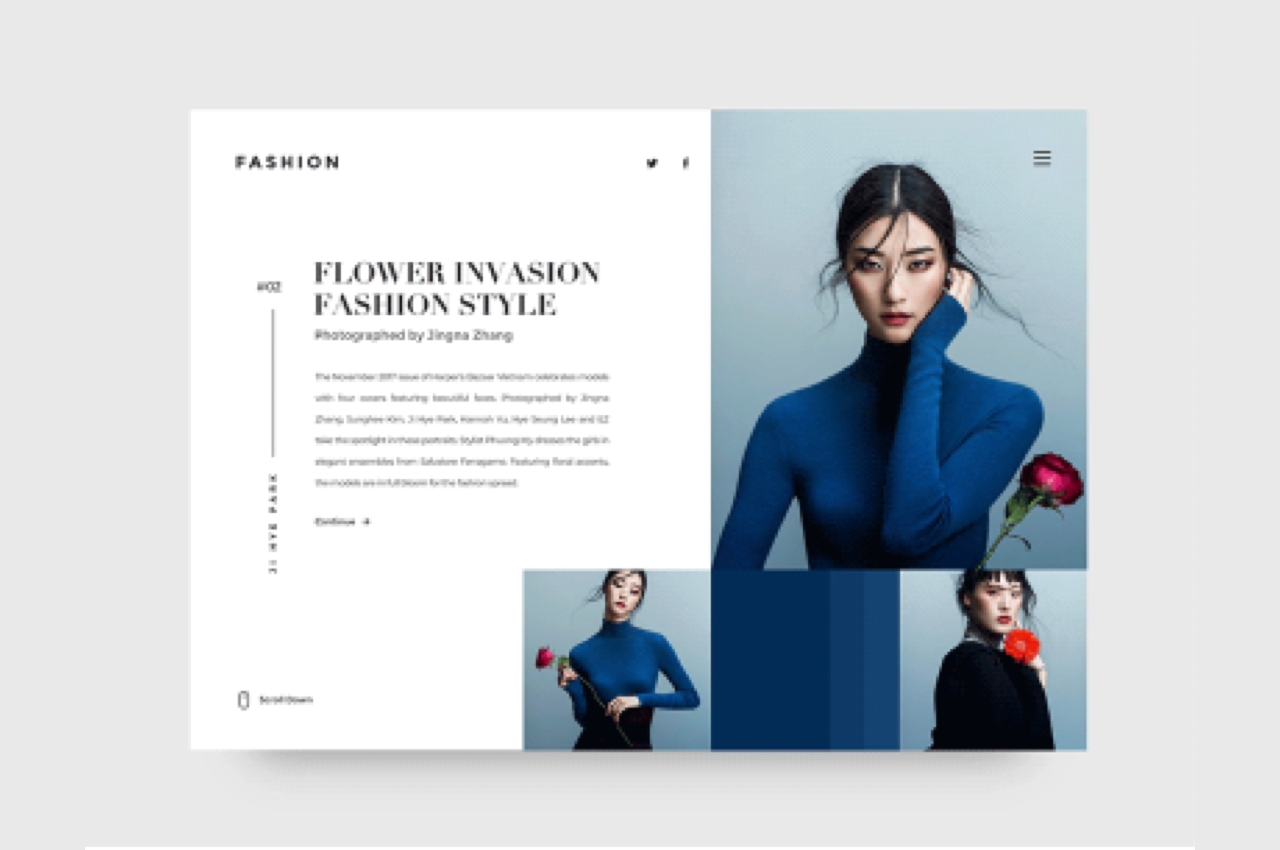 FASHION
#02
FLOWER INVASION
FASHION STYLE
Photographed by Jingna Zhang
The November 2017 issue of Harper's Bazaar Vietnam celebrates models
with four covers featuring beautiful faces. Photographed by Jingna
Zhang, Sunghee Kim, Ji Hye Park, Hannah Yu, Hye Seung Lee and EZ
take the spotlight in these portraits. Stylist dresses the girls in
elegant ensembles from Salvatore Ferragamo. Featuring floral accents,
the models are in full bloom for the fashion spread.
Continue →
JI HYE PARK
Scroll Down